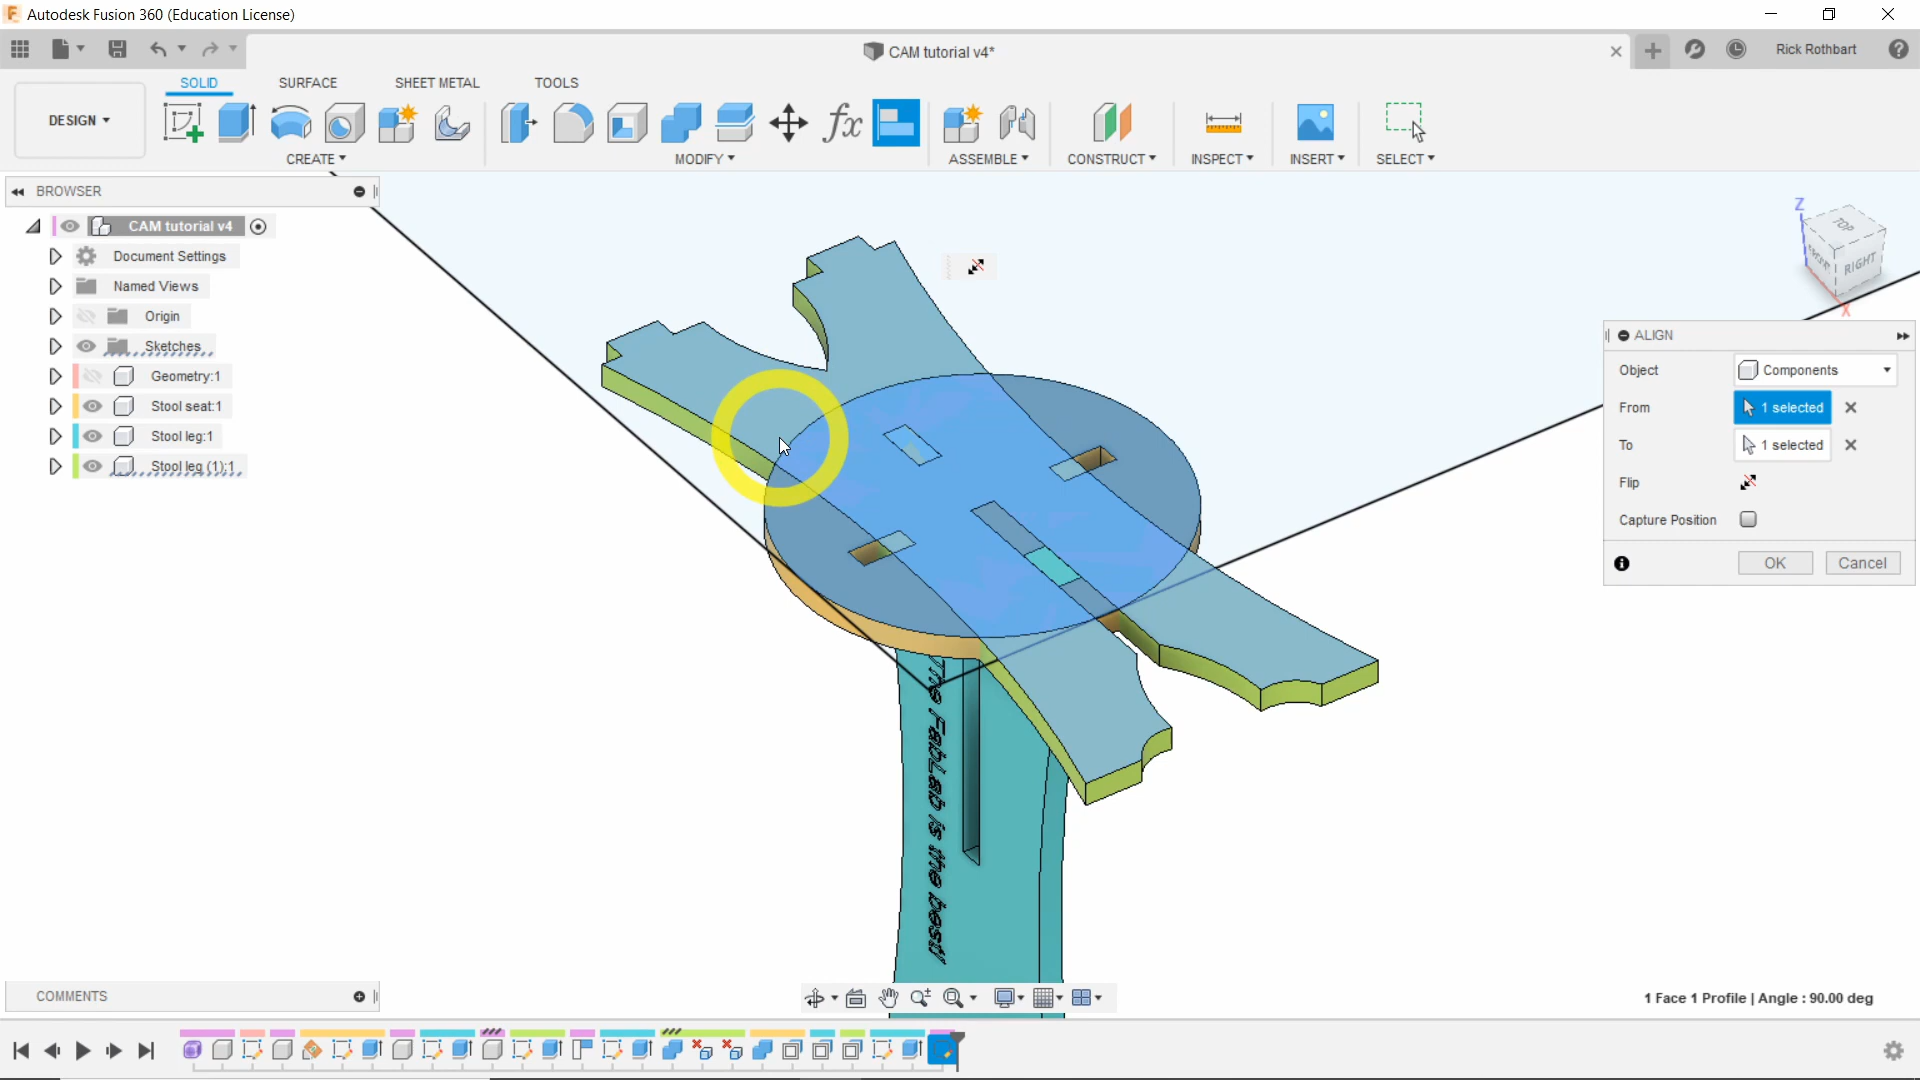 Autodesk Fusion 360 (Education License)
CAM tutorial v4*
Rick Rothbart
SOLID SURFACE SHEET METAL TOOLS
DESIGN
CREATE MODIFY ASSEMBLE CONSTRUCT INSPECT INSERT SELECT
BROWSER
CAM tutorial v4
Document Settings
Named Views
Origin
Sketches
Geometry:1
Stool seat:1
Stool leg:1
Stool leg (1):1
Z
TOP
FRONT
RIGHT
X
ALIGN
Object Components
From 1 selected
To 1 selected
Flip
Capture Position
OK Cancel
The FabLab is the best!
COMMENTS
1 Face 1 Profile | Angle : 90.00 deg